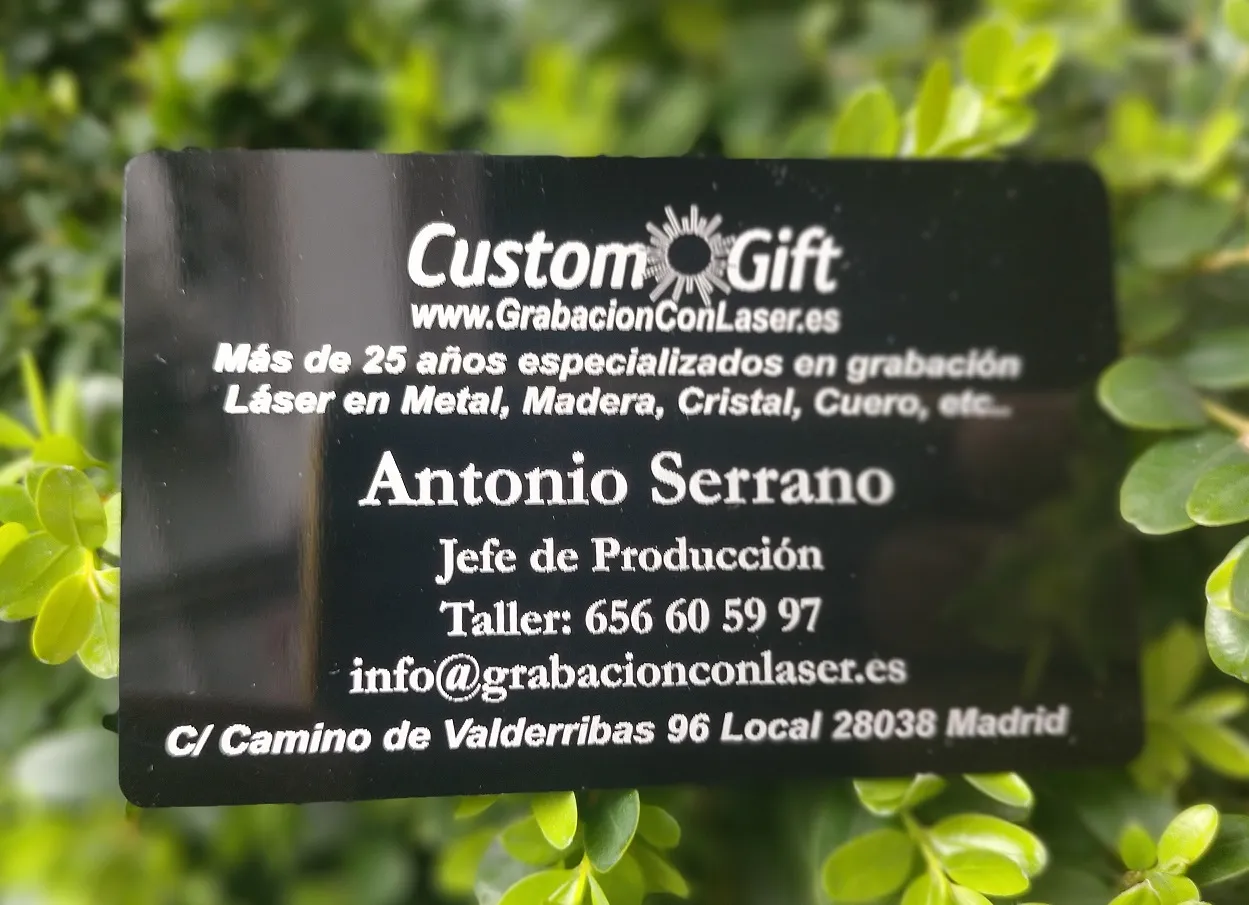 Custom Gift
www.GrabacionConLaser.es
Más de 25 años especializados en grabación
Láser en Metal, Madera, Cristal, Cuero, etc..
Antonio Serrano
Jefe de Producción
Taller: 656 60 59 97
info@grabacionconlaser.es
C/ Camino de Valderribas 96 Local 28038 Madrid